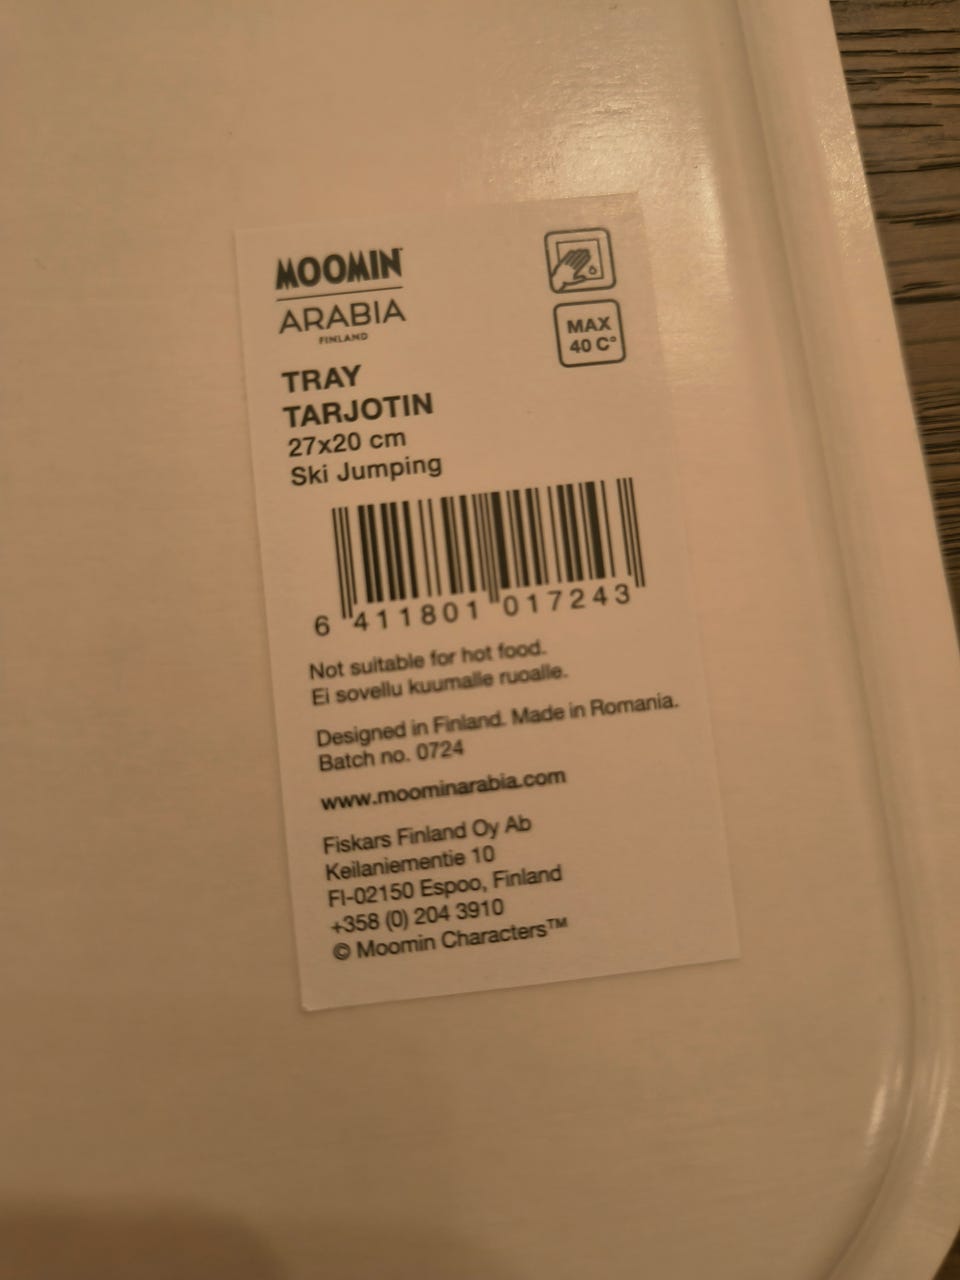 MOOMIN
ARABIA
FINLAND
MAX
40 C°
TRAY
TARJOTIN
27x20 cm
Ski Jumping
6 411801 017243
Not suitable for hot food.
Ei sovellu kuumalle ruoalle.
Designed in Finland. Made in Romania.
Batch no. 0724
www.moominarabia.com
Fiskars Finland Oy Ab
Keilaniementie 10
FI-02150 Espoo, Finland
+358 (0) 204 3910
© Moomin Characters™